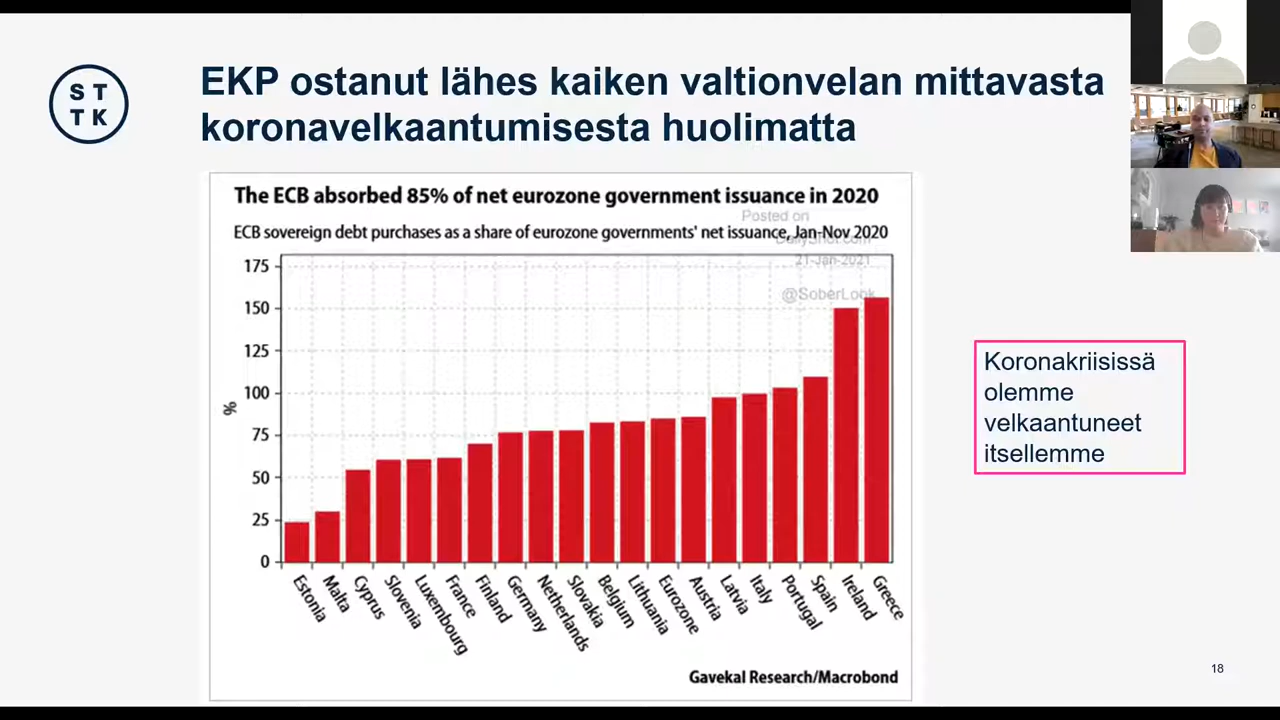 S T
T K
EKP ostanut lähes kaiken valtionvelan mittavasta
koronavelkaantumisesta huolimatta
The ECB absorbed 85% of net eurozone government issuance in 2020
Posted on
ECB sovereign debt purchases as a share of eurozone governments' net issuance, Jan-Nov 2020
DailyShot.com
21-Jan-2021
@SoberLook
175
150
125
100
75
50
25
0
%
Estonia
Malta
Cyprus
Slovenia
Luxembourg
France
Finland
Germany
Netherlands
Slovakia
Belgium
Lithuania
Eurozone
Austria
Latvia
Italy
Portugal
Spain
Ireland
Greece
Gavekal Research/Macrobond
Koronakriisissä
olemme
velkaantuneet
itsellemme
18